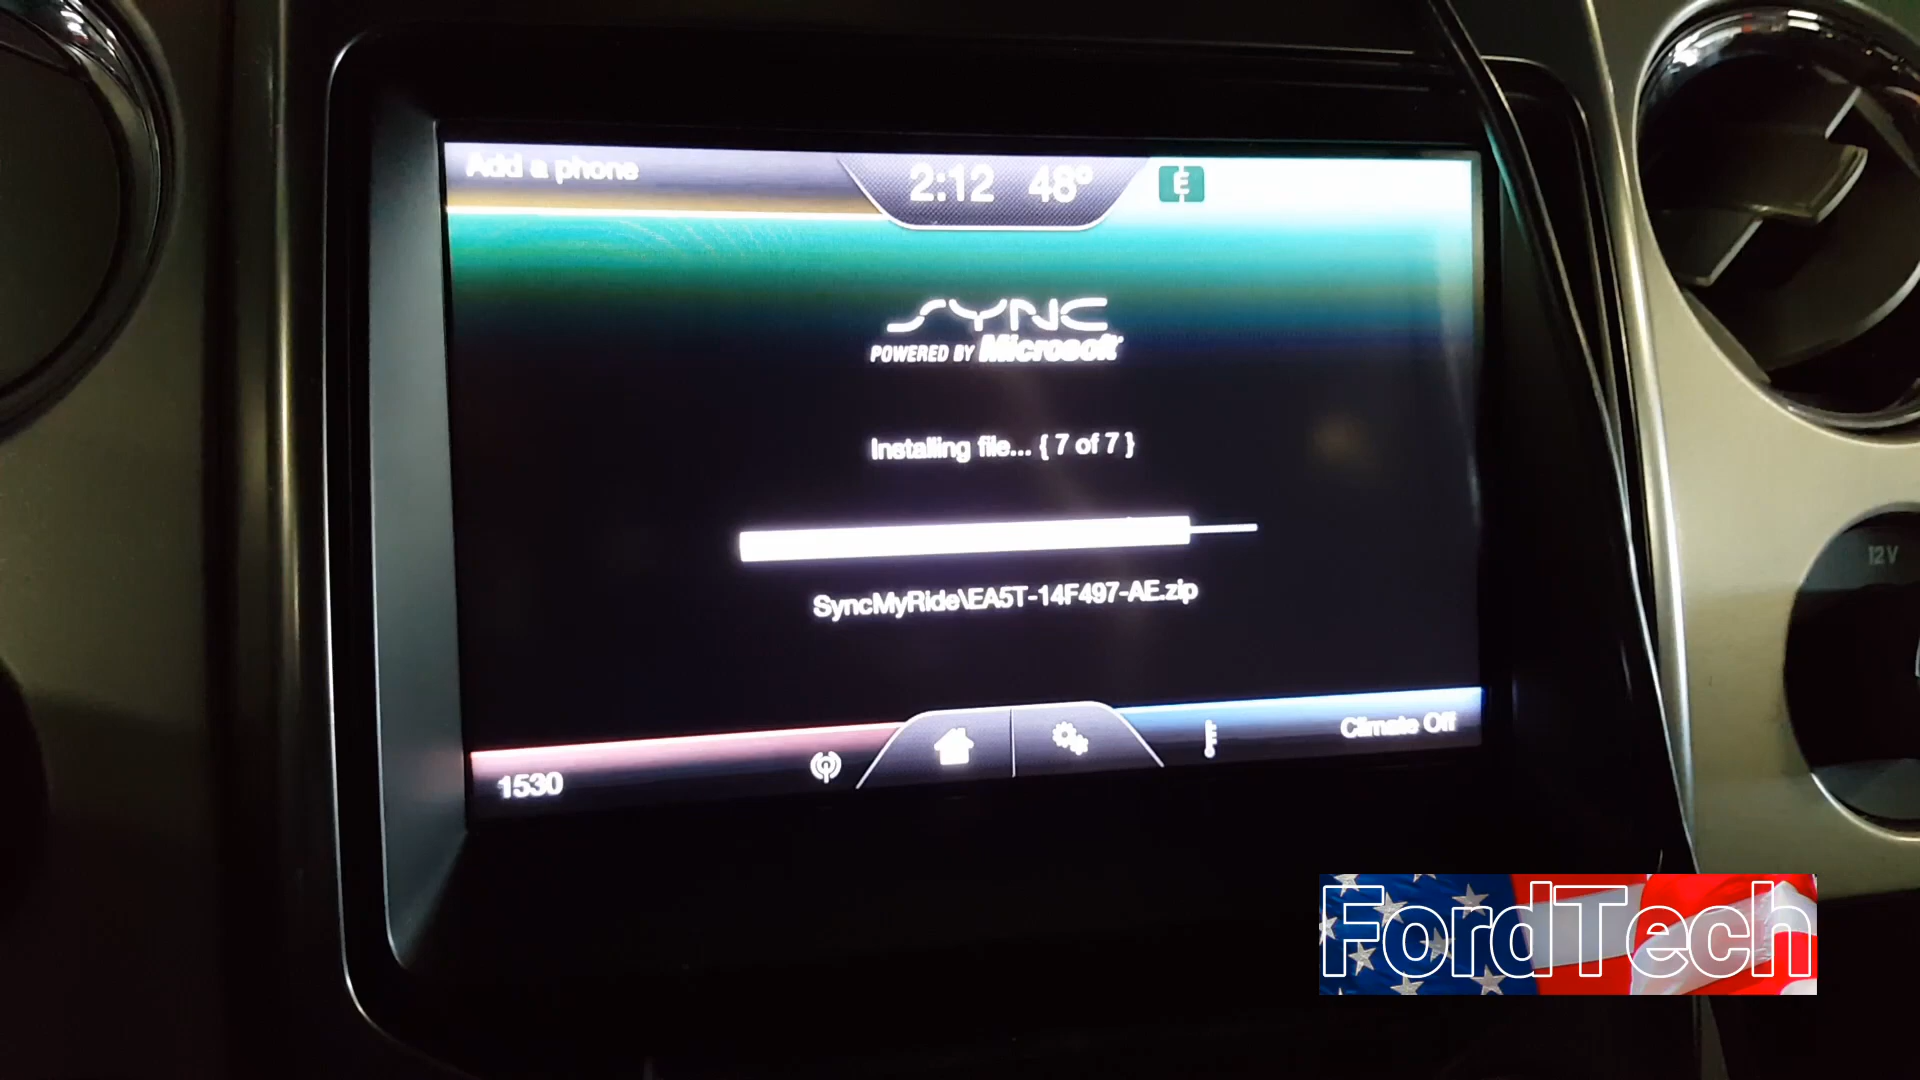 Add a phone
2:12 48° E
SYNC
POWERED BY Microsoft
Installing file... { 7 of 7 }
SyncMyRide\EA5T-14F497-AE.zip
1530
Climate Off
12V
FordTech